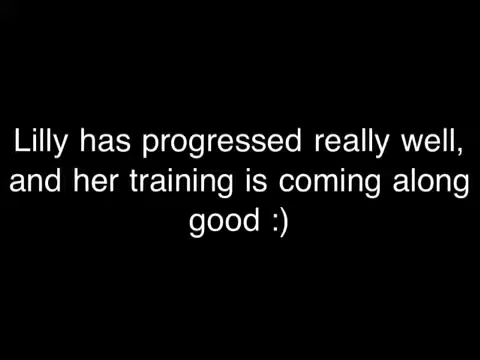 Lilly has progressed really well,
and her training is coming along
good :)